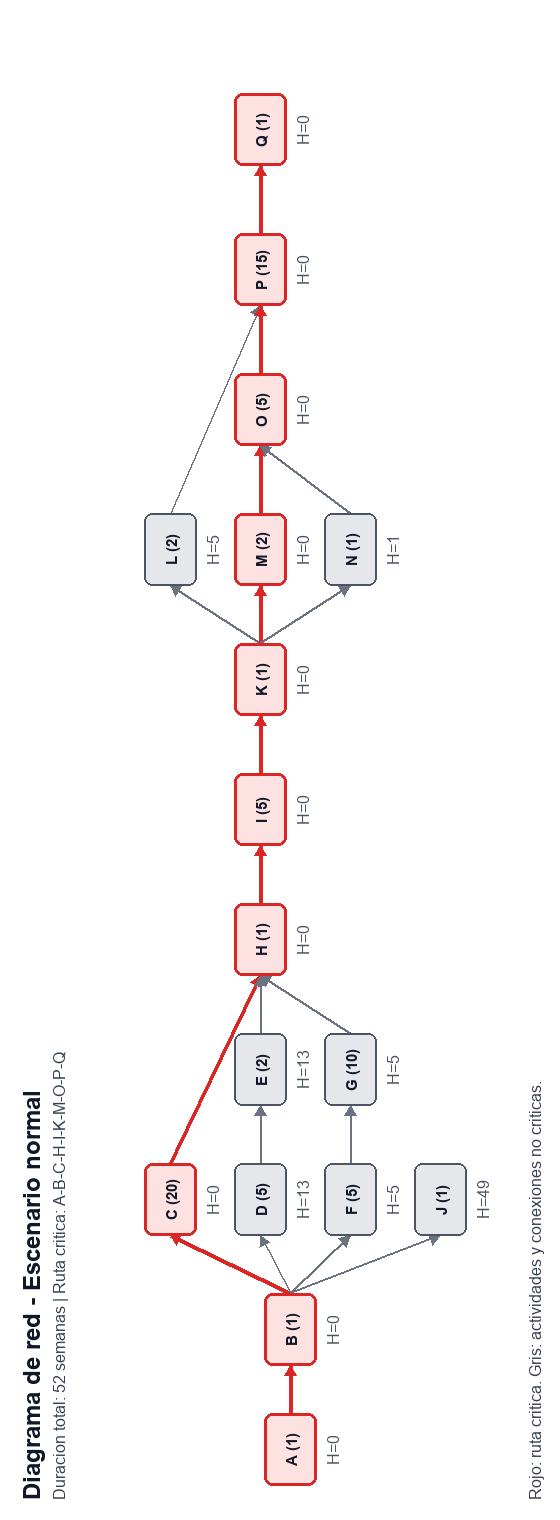 Diagrama de red - Escenario normal
Duracion total: 52 semanas | Ruta critica: A-B-C-H-I-K-M-O-P-Q
A (1)
H=0
B (1)
H=0
C (20)
H=0
D (5)
H=13
F (5)
H=5
J (1)
H=49
E (2)
H=13
G (10)
H=5
H (1)
H=0
I (5)
H=0
K (1)
H=0
L (2)
H=5
M (2)
H=0
N (1)
H=1
O (5)
H=0
P (15)
H=0
Q (1)
H=0
Rojo: ruta critica. Gris: actividades y conexiones no criticas.